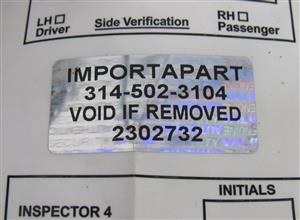 LH☐ Side Verification RH☐
Driver Passenger
IMPORTAPART
314-502-3104
VOID IF REMOVED
2302732
INITIALS
INSPECTOR 4